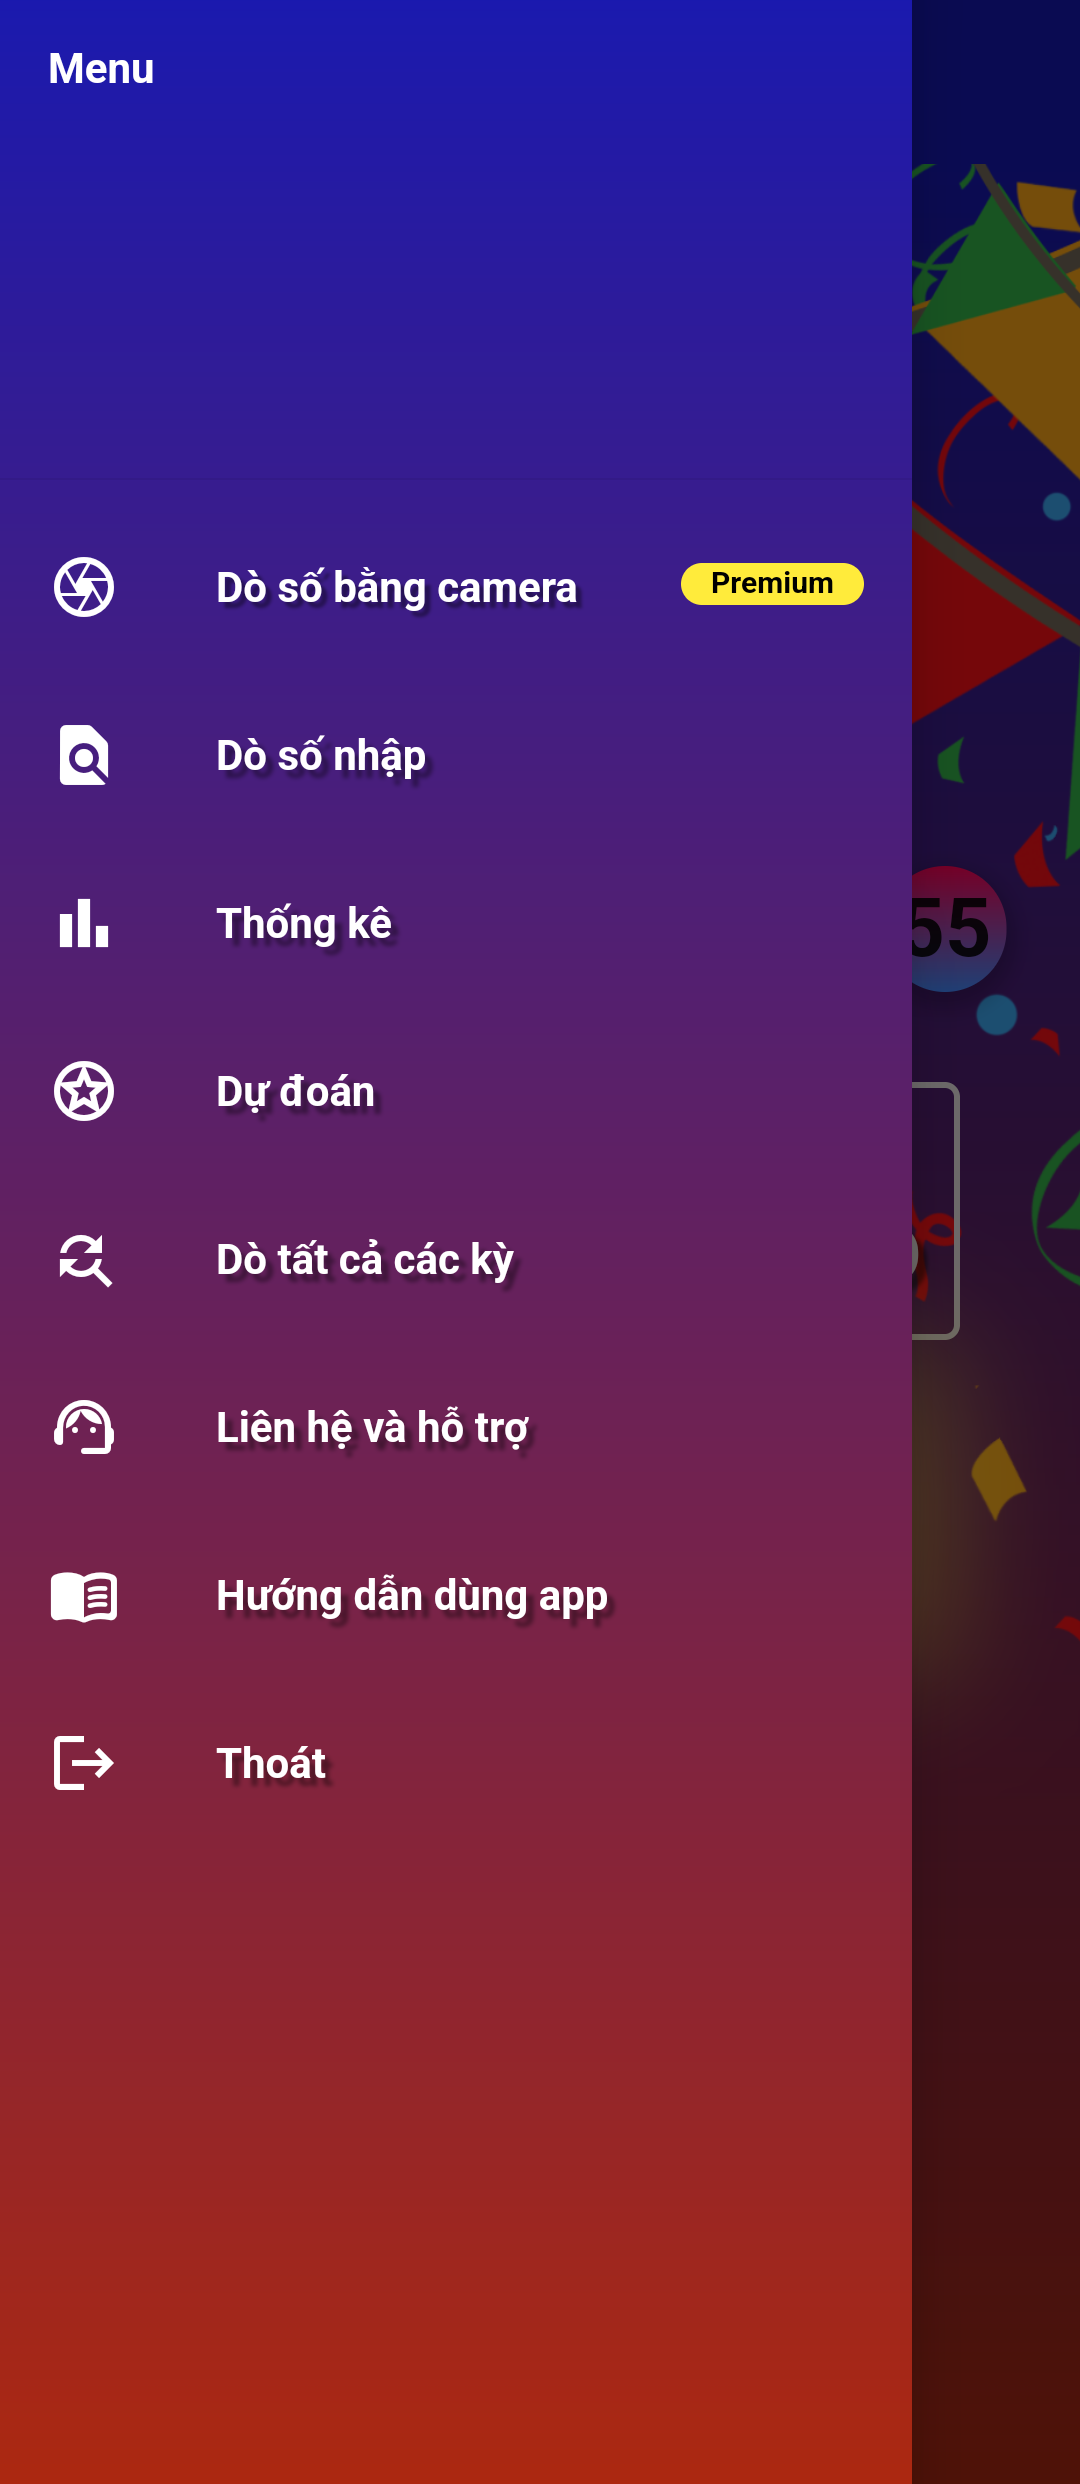 Menu
Dò số bằng camera Premium
Dò số nhập
Thống kê
55
Dự đoán
Dò tất cả các kỳ
Liên hệ và hỗ trợ
Hướng dẫn dùng app
Thoát